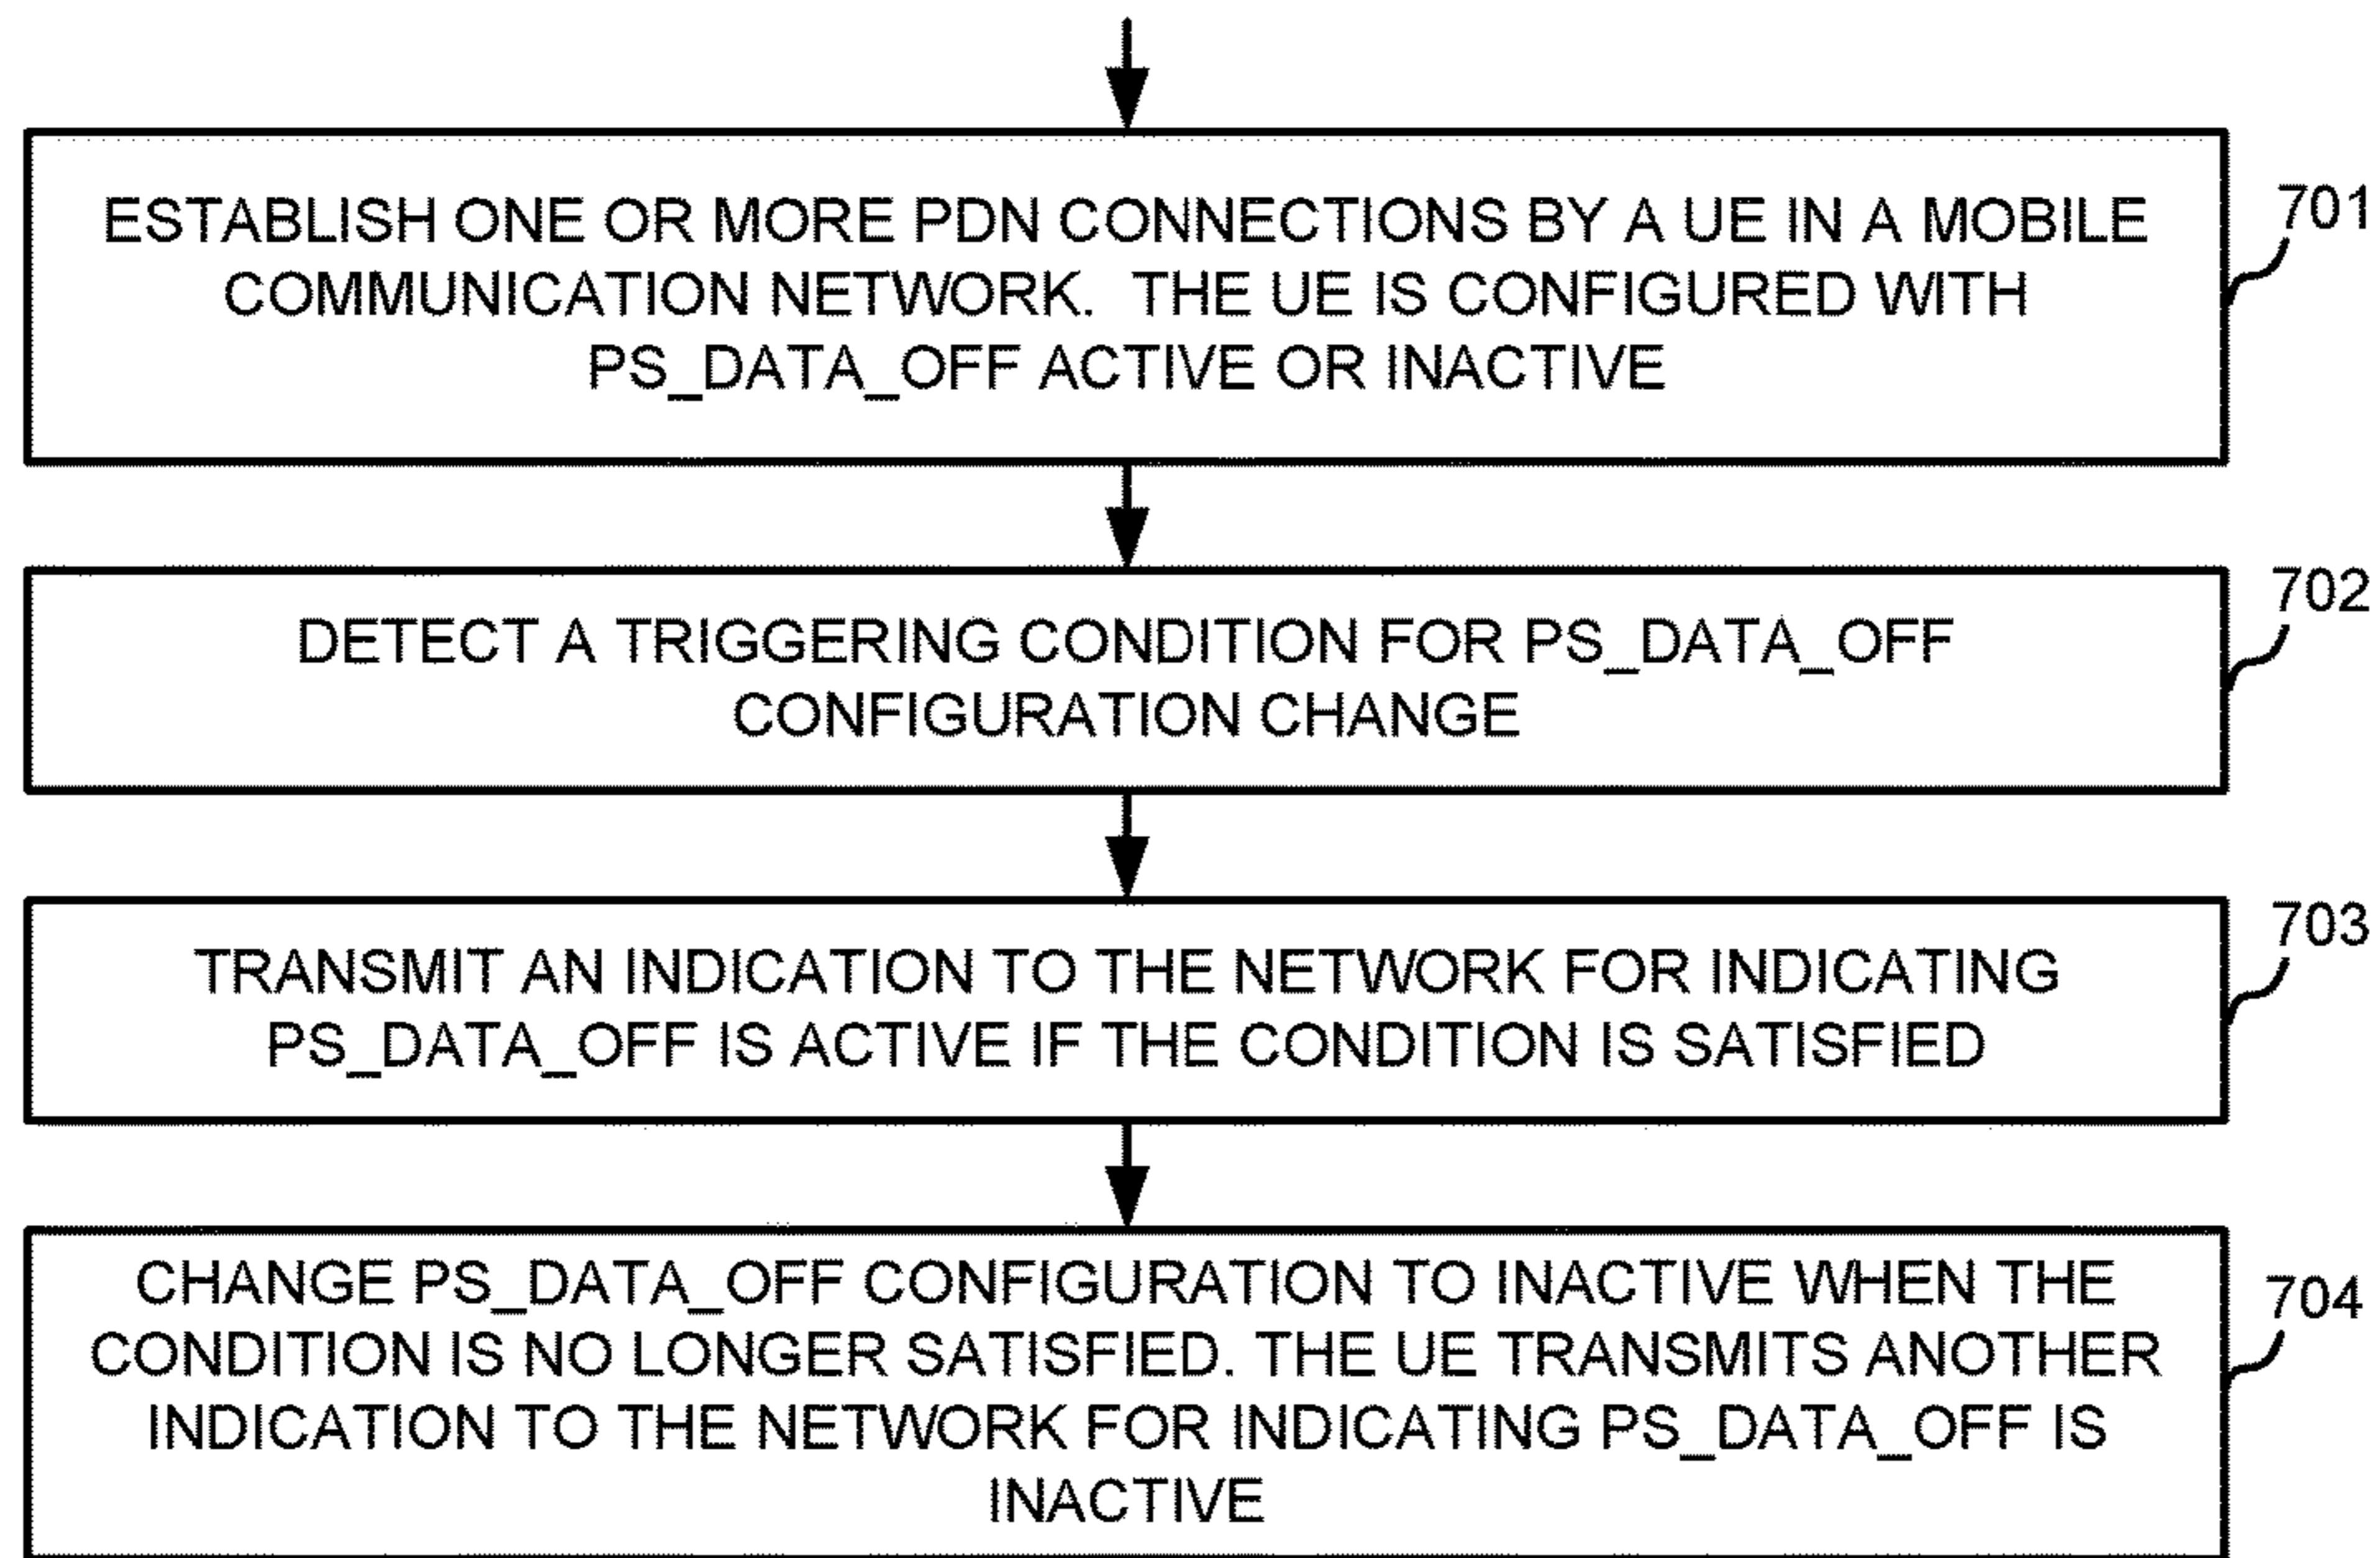 ESTABLISH ONE OR MORE PDN CONNECTIONS BY A UE IN A MOBILE
COMMUNICATION NETWORK. THE UE IS CONFIGURED WITH
PS_DATA_OFF ACTIVE OR INACTIVE
701
DETECT A TRIGGERING CONDITION FOR PS_DATA_OFF
CONFIGURATION CHANGE
702
TRANSMIT AN INDICATION TO THE NETWORK FOR INDICATING
PS_DATA_OFF IS ACTIVE IF THE CONDITION IS SATISFIED
703
CHANGE PS_DATA_OFF CONFIGURATION TO INACTIVE WHEN THE
CONDITION IS NO LONGER SATISFIED. THE UE TRANSMITS ANOTHER
INDICATION TO THE NETWORK FOR INDICATING PS_DATA_OFF IS
INACTIVE
704